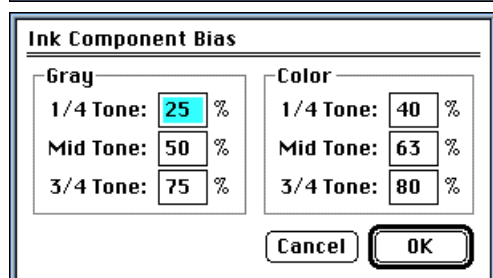 Ink Component Bias
Gray
1/4 Tone: 25 %
Mid Tone: 50 %
3/4 Tone: 75 %
Color
1/4 Tone: 40 %
Mid Tone: 63 %
3/4 Tone: 80 %
Cancel OK